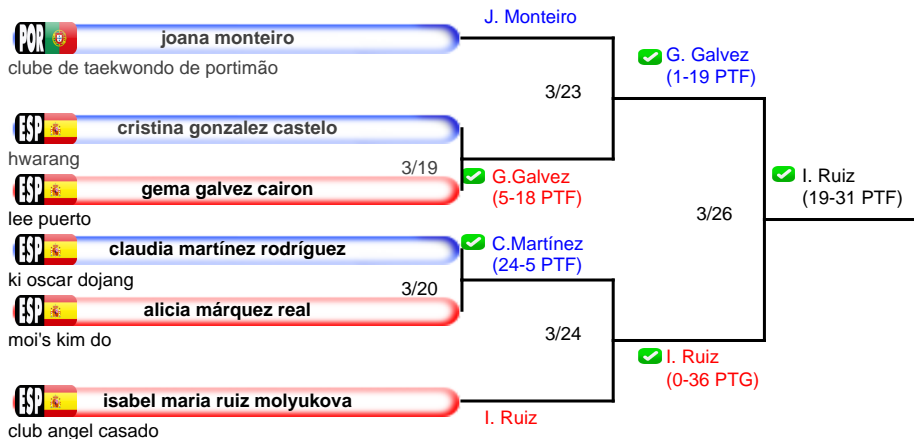 J. Monteiro
POR joana monteiro
clube de taekwondo de portimão
G. Galvez
(1-19 PTF)
3/23
ESP cristina gonzalez castelo
hwarang
3/19
G.Galvez
(5-18 PTF)
ESP gema galvez cairon
lee puerto
I. Ruiz
(19-31 PTF)
3/26
ESP claudia martínez rodríguez
ki oscar dojang
C.Martínez
(24-5 PTF)
3/20
ESP alicia márquez real
moi's kim do
3/24
I. Ruiz
(0-36 PTG)
ESP isabel maria ruiz molyukova
club angel casado
I. Ruiz